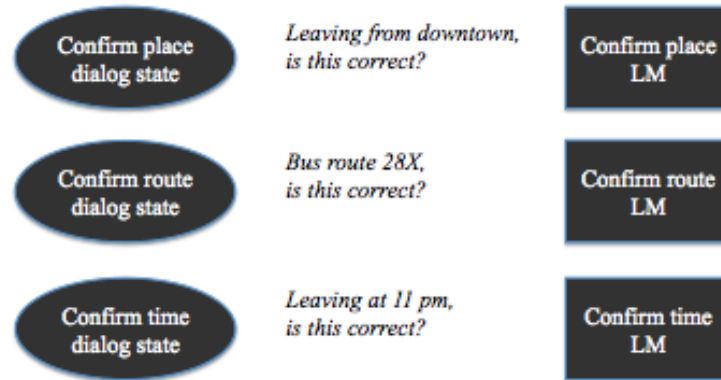 Confirm place
dialog state
Leaving from downtown,
is this correct?
Confirm place
LM
Confirm route
dialog state
Bus route 28X,
is this correct?
Confirm route
LM
Confirm time
dialog state
Leaving at 11 pm,
is this correct?
Confirm time
LM